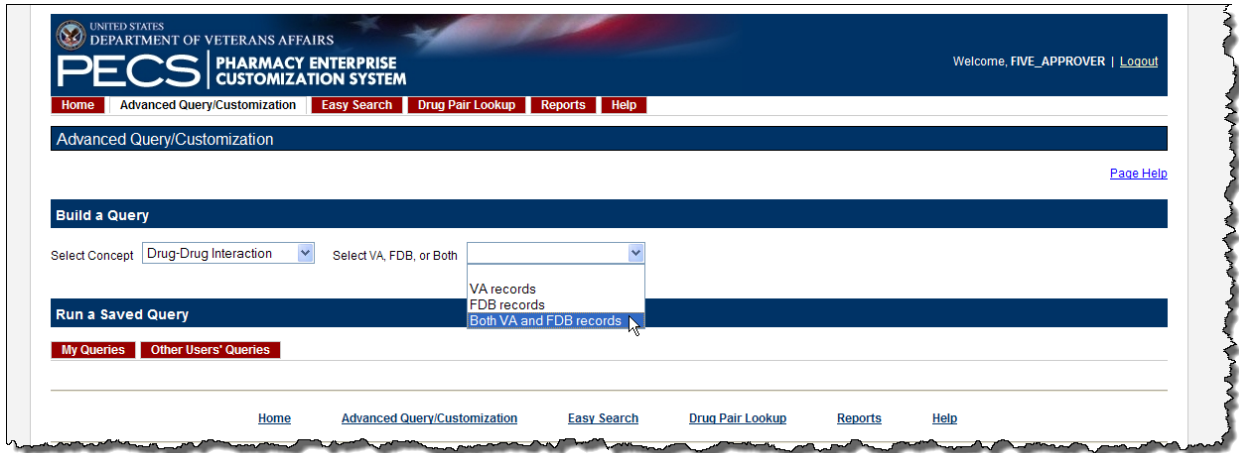 UNITED STATES
DEPARTMENT OF VETERANS AFFAIRS
PECS PHARMACY ENTERPRISE CUSTOMIZATION SYSTEM
Welcome, FIVE_APPROVER | Logout
Home Advanced Query/Customization Easy Search Drug Pair Lookup Reports Help
Advanced Query/Customization
Page Help
Build a Query
Select Concept Drug-Drug Interaction Select VA, FDB, or Both
VA records
FDB records
Both VA and FDB records
Run a Saved Query
My Queries Other Users' Queries
Home Advanced Query/Customization Easy Search Drug Pair Lookup Reports Help